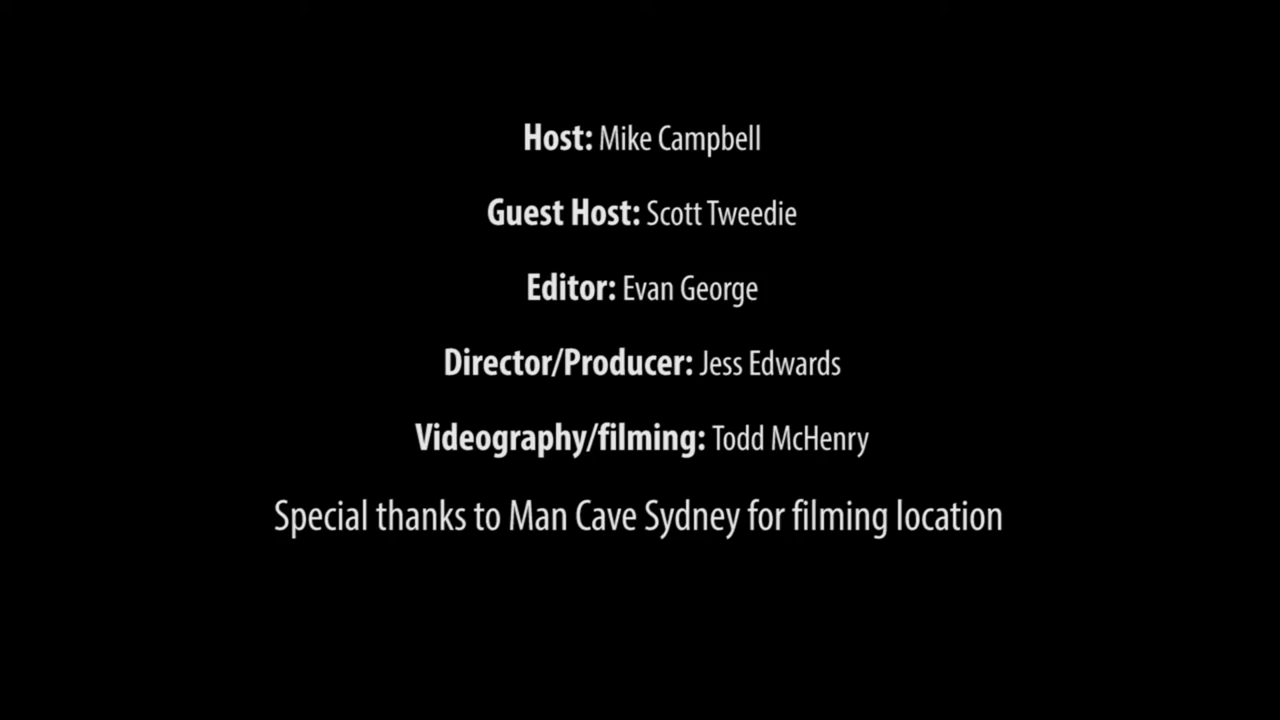 Host: Mike Campbell
Guest Host: Scott Tweedie
Editor: Evan George
Director/Producer: Jess Edwards
Videography/filming: Todd McHenry
Special thanks to Man Cave Sydney for filming location